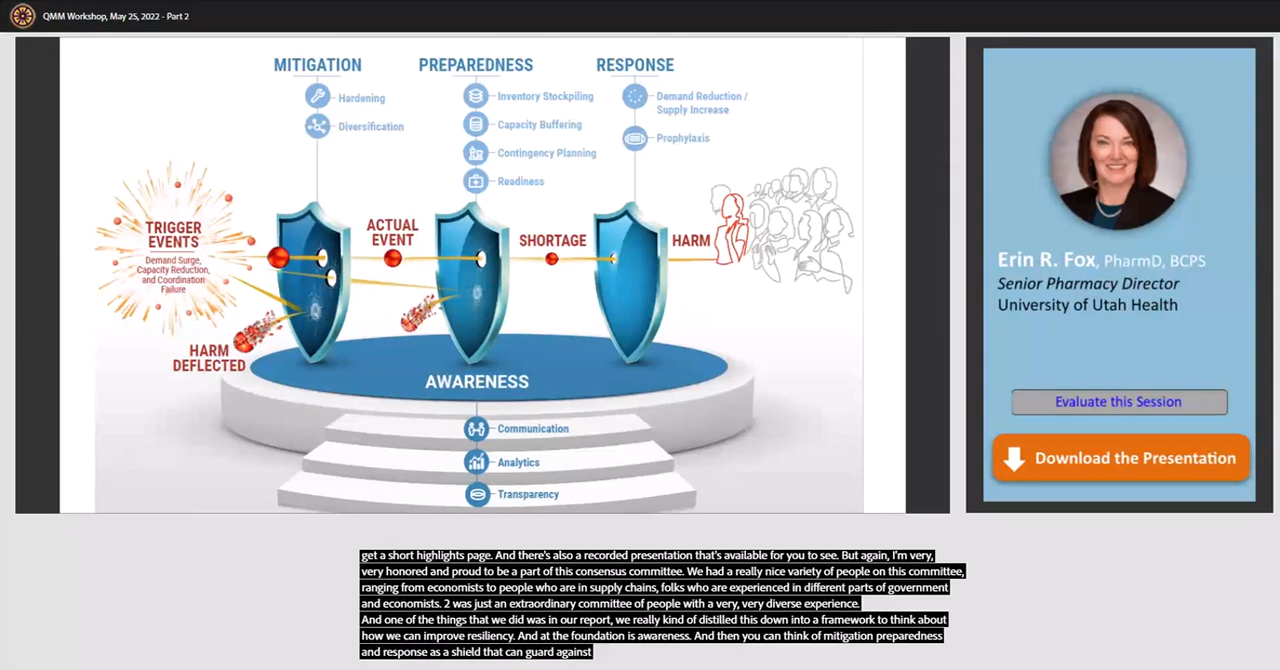 QMM Workshop, May 25, 2022 - Part 2
MITIGATION
Hardening
Diversification
PREPAREDNESS
Inventory Stockpiling
Capacity Buffering
Contingency Planning
Readiness
RESPONSE
Demand Reduction /
Supply Increase
Prophylaxis
TRIGGER
EVENTS
Demand Surge,
Capacity Reduction,
and Coordination
Failure
ACTUAL
EVENT
SHORTAGE
HARM
HARM
DEFLECTED
AWARENESS
Communication
Analytics
Transparency
Erin R. Fox, PharmD, BCPS
Senior Pharmacy Director
University of Utah Health
Evaluate this Session
Download the Presentation
get a short highlights page. And there's also a recorded presentation that's available for you to see. But again, I'm very,
very honored and proud to be a part of this consensus committee. We had a really nice variety of people on this committee,
ranging from economists to people who are in supply chains, folks who are experienced in different parts of government
and economists. 2 was just an extraordinary committee of people with a very, very diverse experience.
And one of the things that we did was in our report, we really kind of distilled this down into a framework to think about
how we can improve resiliency. And at the foundation is awareness. And then you can think of mitigation preparedness
and response as a shield that can guard against